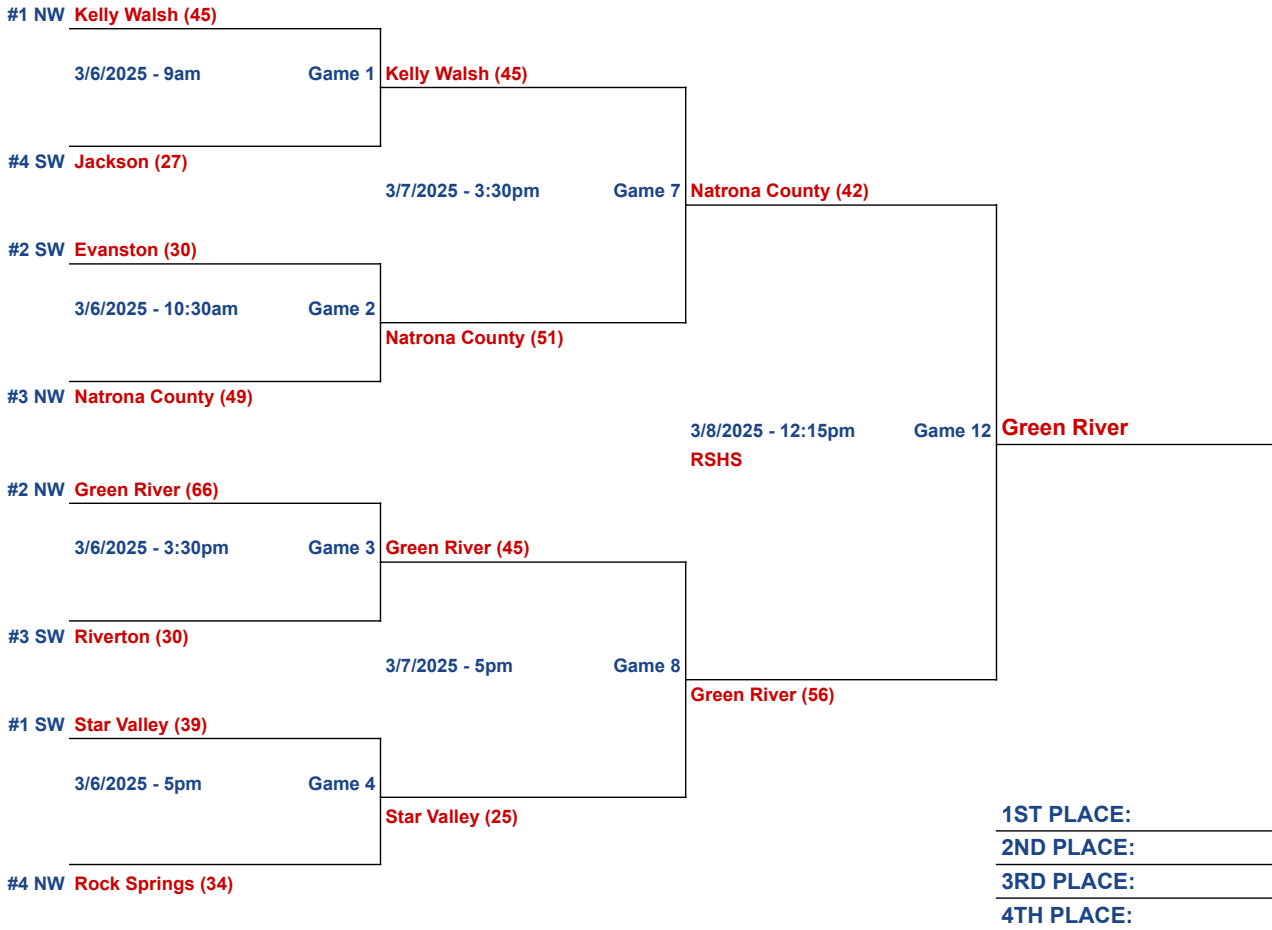 #1 NW Kelly Walsh (45)
3/6/2025 - 9am Game 1 Kelly Walsh (45)
#4 SW Jackson (27)
3/7/2025 - 3:30pm Game 7 Natrona County (42)
#2 SW Evanston (30)
3/6/2025 - 10:30am Game 2
Natrona County (51)
#3 NW Natrona County (49)
3/8/2025 - 12:15pm Game 12 Green River
RSHS
#2 NW Green River (66)
3/6/2025 - 3:30pm Game 3 Green River (45)
#3 SW Riverton (30)
3/7/2025 - 5pm Game 8
Green River (56)
#1 SW Star Valley (39)
3/6/2025 - 5pm Game 4
Star Valley (25)
1ST PLACE:
2ND PLACE:
3RD PLACE:
#4 NW Rock Springs (34)
4TH PLACE: